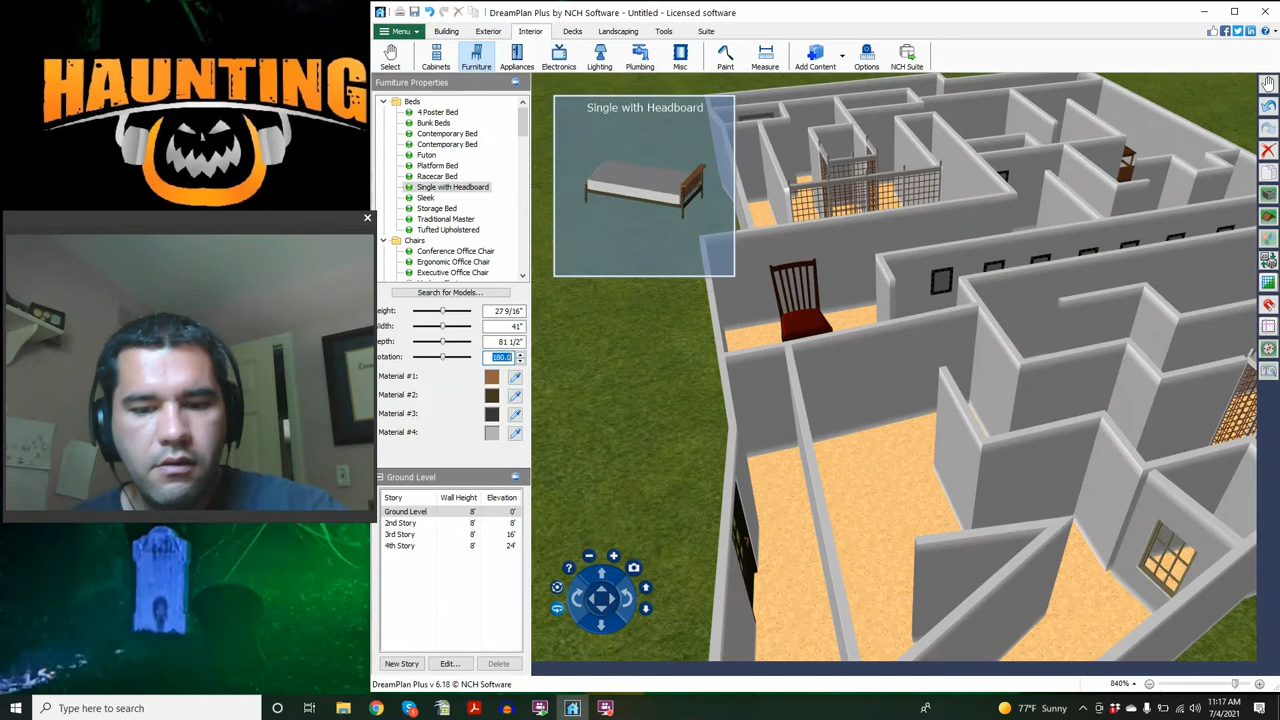 HAUNTING
DreamPlan Plus by NCH Software - Untitled - Licensed software
Menu
Building
Exterior
Interior
Decks
Landscaping
Tools
Suite
Select
Cabinets
Furniture
Appliances
Electronics
Lighting
Plumbing
Misc
Paint
Measure
Add Content
Options
NCH Suite
Furniture Properties
Beds
4 Poster Bed
Bunk Beds
Contemporary Bed
Contemporary Bed
Futon
Platform Bed
Racecar Bed
Single with Headboard
Sleek
Storage Bed
Traditional Master
Tufted Upholstered
Chairs
Conference Office Chair
Ergonomic Office Chair
Executive Office Chair
Search for Models...
eight: 27 9/16"
idth: 41"
epth: 81 1/2"
otation: 180.0
Material #1:
Material #2:
Material #3:
Material #4:
Single with Headboard
Ground Level
Story Wall Height Elevation
Ground Level 8' 0'
2nd Story 8' 8'
3rd Story 8' 16'
4th Story 8' 24'
New Story
Edit...
Delete
DreamPlan Plus v 6.18 © NCH Software
840%
Type here to search
77°F Sunny
11:17 AM
7/4/2021